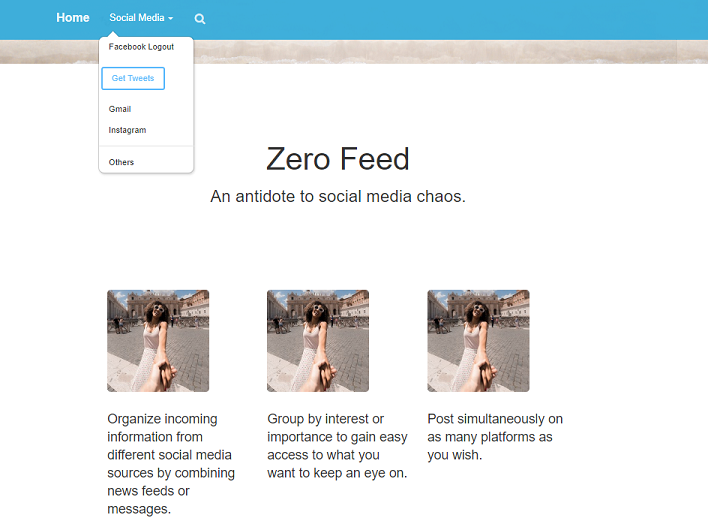 Home Social Media
Facebook Logout
Get Tweets
Gmail
Instagram
Others
Zero Feed
An antidote to social media chaos.
Organize incoming
information from
different social media
sources by combining
news feeds or
messages.
Group by interest or
importance to gain easy
access to what you
want to keep an eye on.
Post simultaneously on
as many platforms as
you wish.